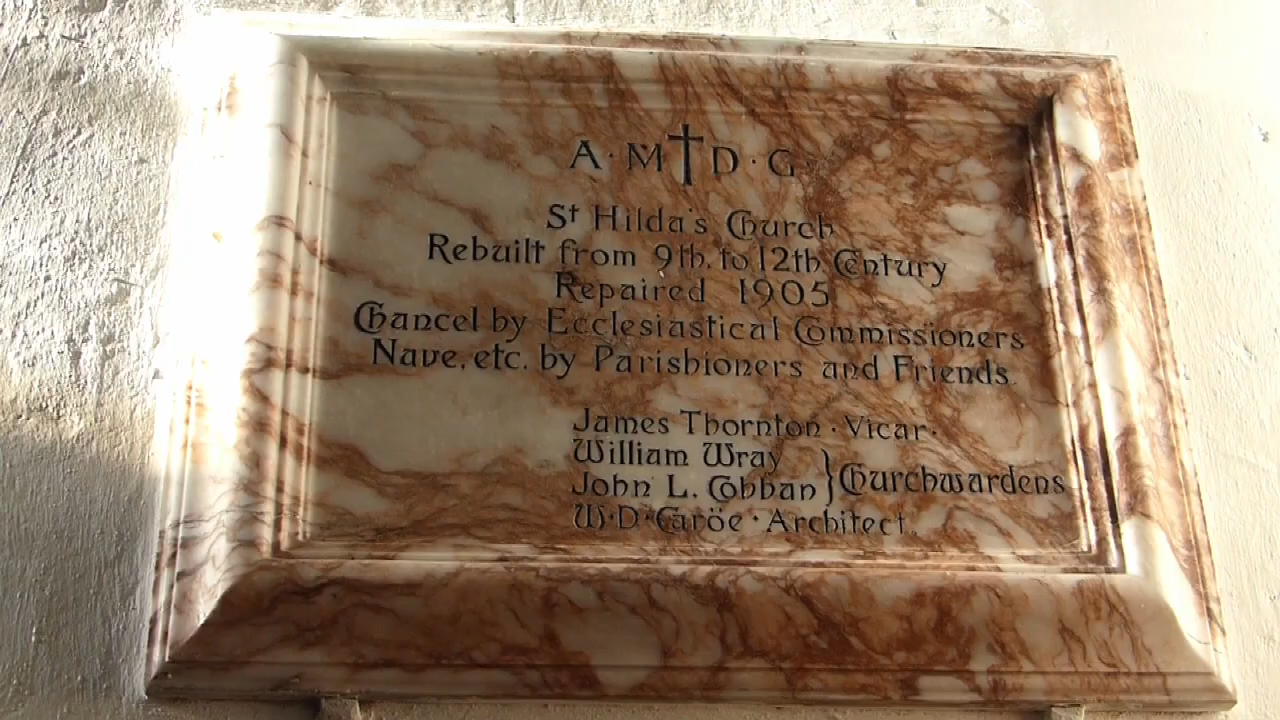 A · M † D · G
St Hilda's Church
Rebuilt from 9th. to 12th Century
Repaired 1905
Chancel by Ecclesiastical Commissioners
Nave, etc. by Parishioners and Friends.
James Thornton · Vicar ·
William Wray
John L. Cobban } Churchwardens
W · D · Caröe · Architect.